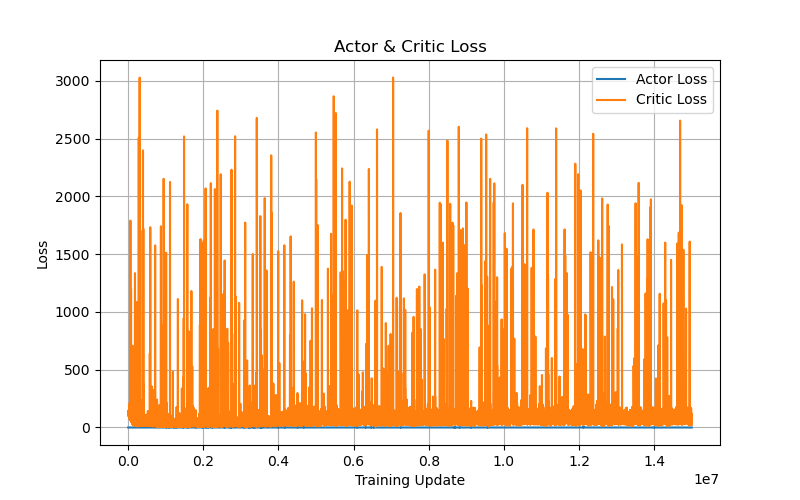 Actor & Critic Loss
Loss
3000
2500
2000
1500
1000
500
0
Actor Loss
Critic Loss
0.0 0.2 0.4 0.6 0.8 1.0 1.2 1.4
1e7
Training Update